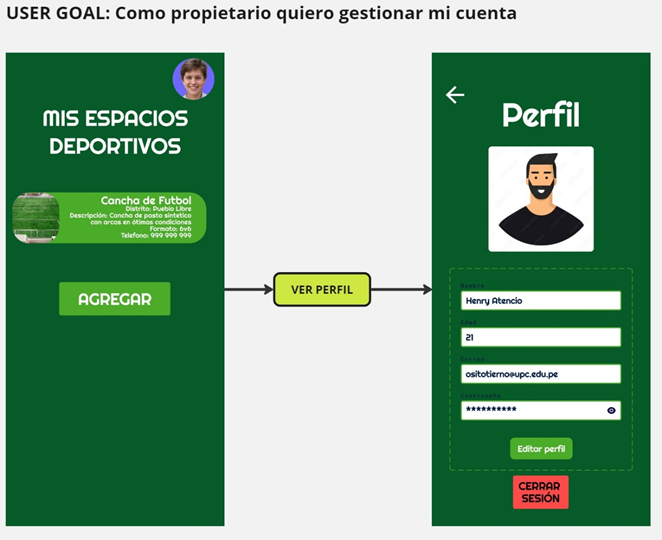 USER GOAL: Como propietario quiero gestionar mi cuenta
MIS ESPACIOS
DEPORTIVOS
Cancha de Futbol
Distrito: Pueblo Libre
Descripción: Cancha de pasto sintetico
con arcos en ótimas condiciones
Formato: 6v6
Telefono: 999 999 999
AGREGAR
VER PERFIL
Perfil
Nombre
Henry Atencio
Edad
21
Correo
ositotierno@upc.edu.pe
Contraseña
**********
Editar perfil
CERRAR
SESIÓN